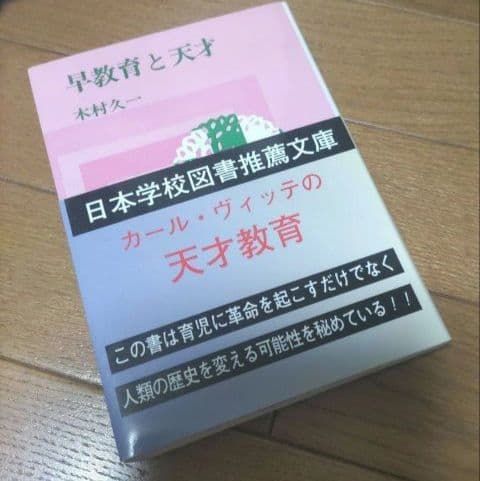 早教育と天才
木村久一
日本学校図書推薦文庫
カール・ヴィッテの
天才教育
この書は育児に革命を起こすだけでなく
人類の歴史を変える可能性を秘めている！！